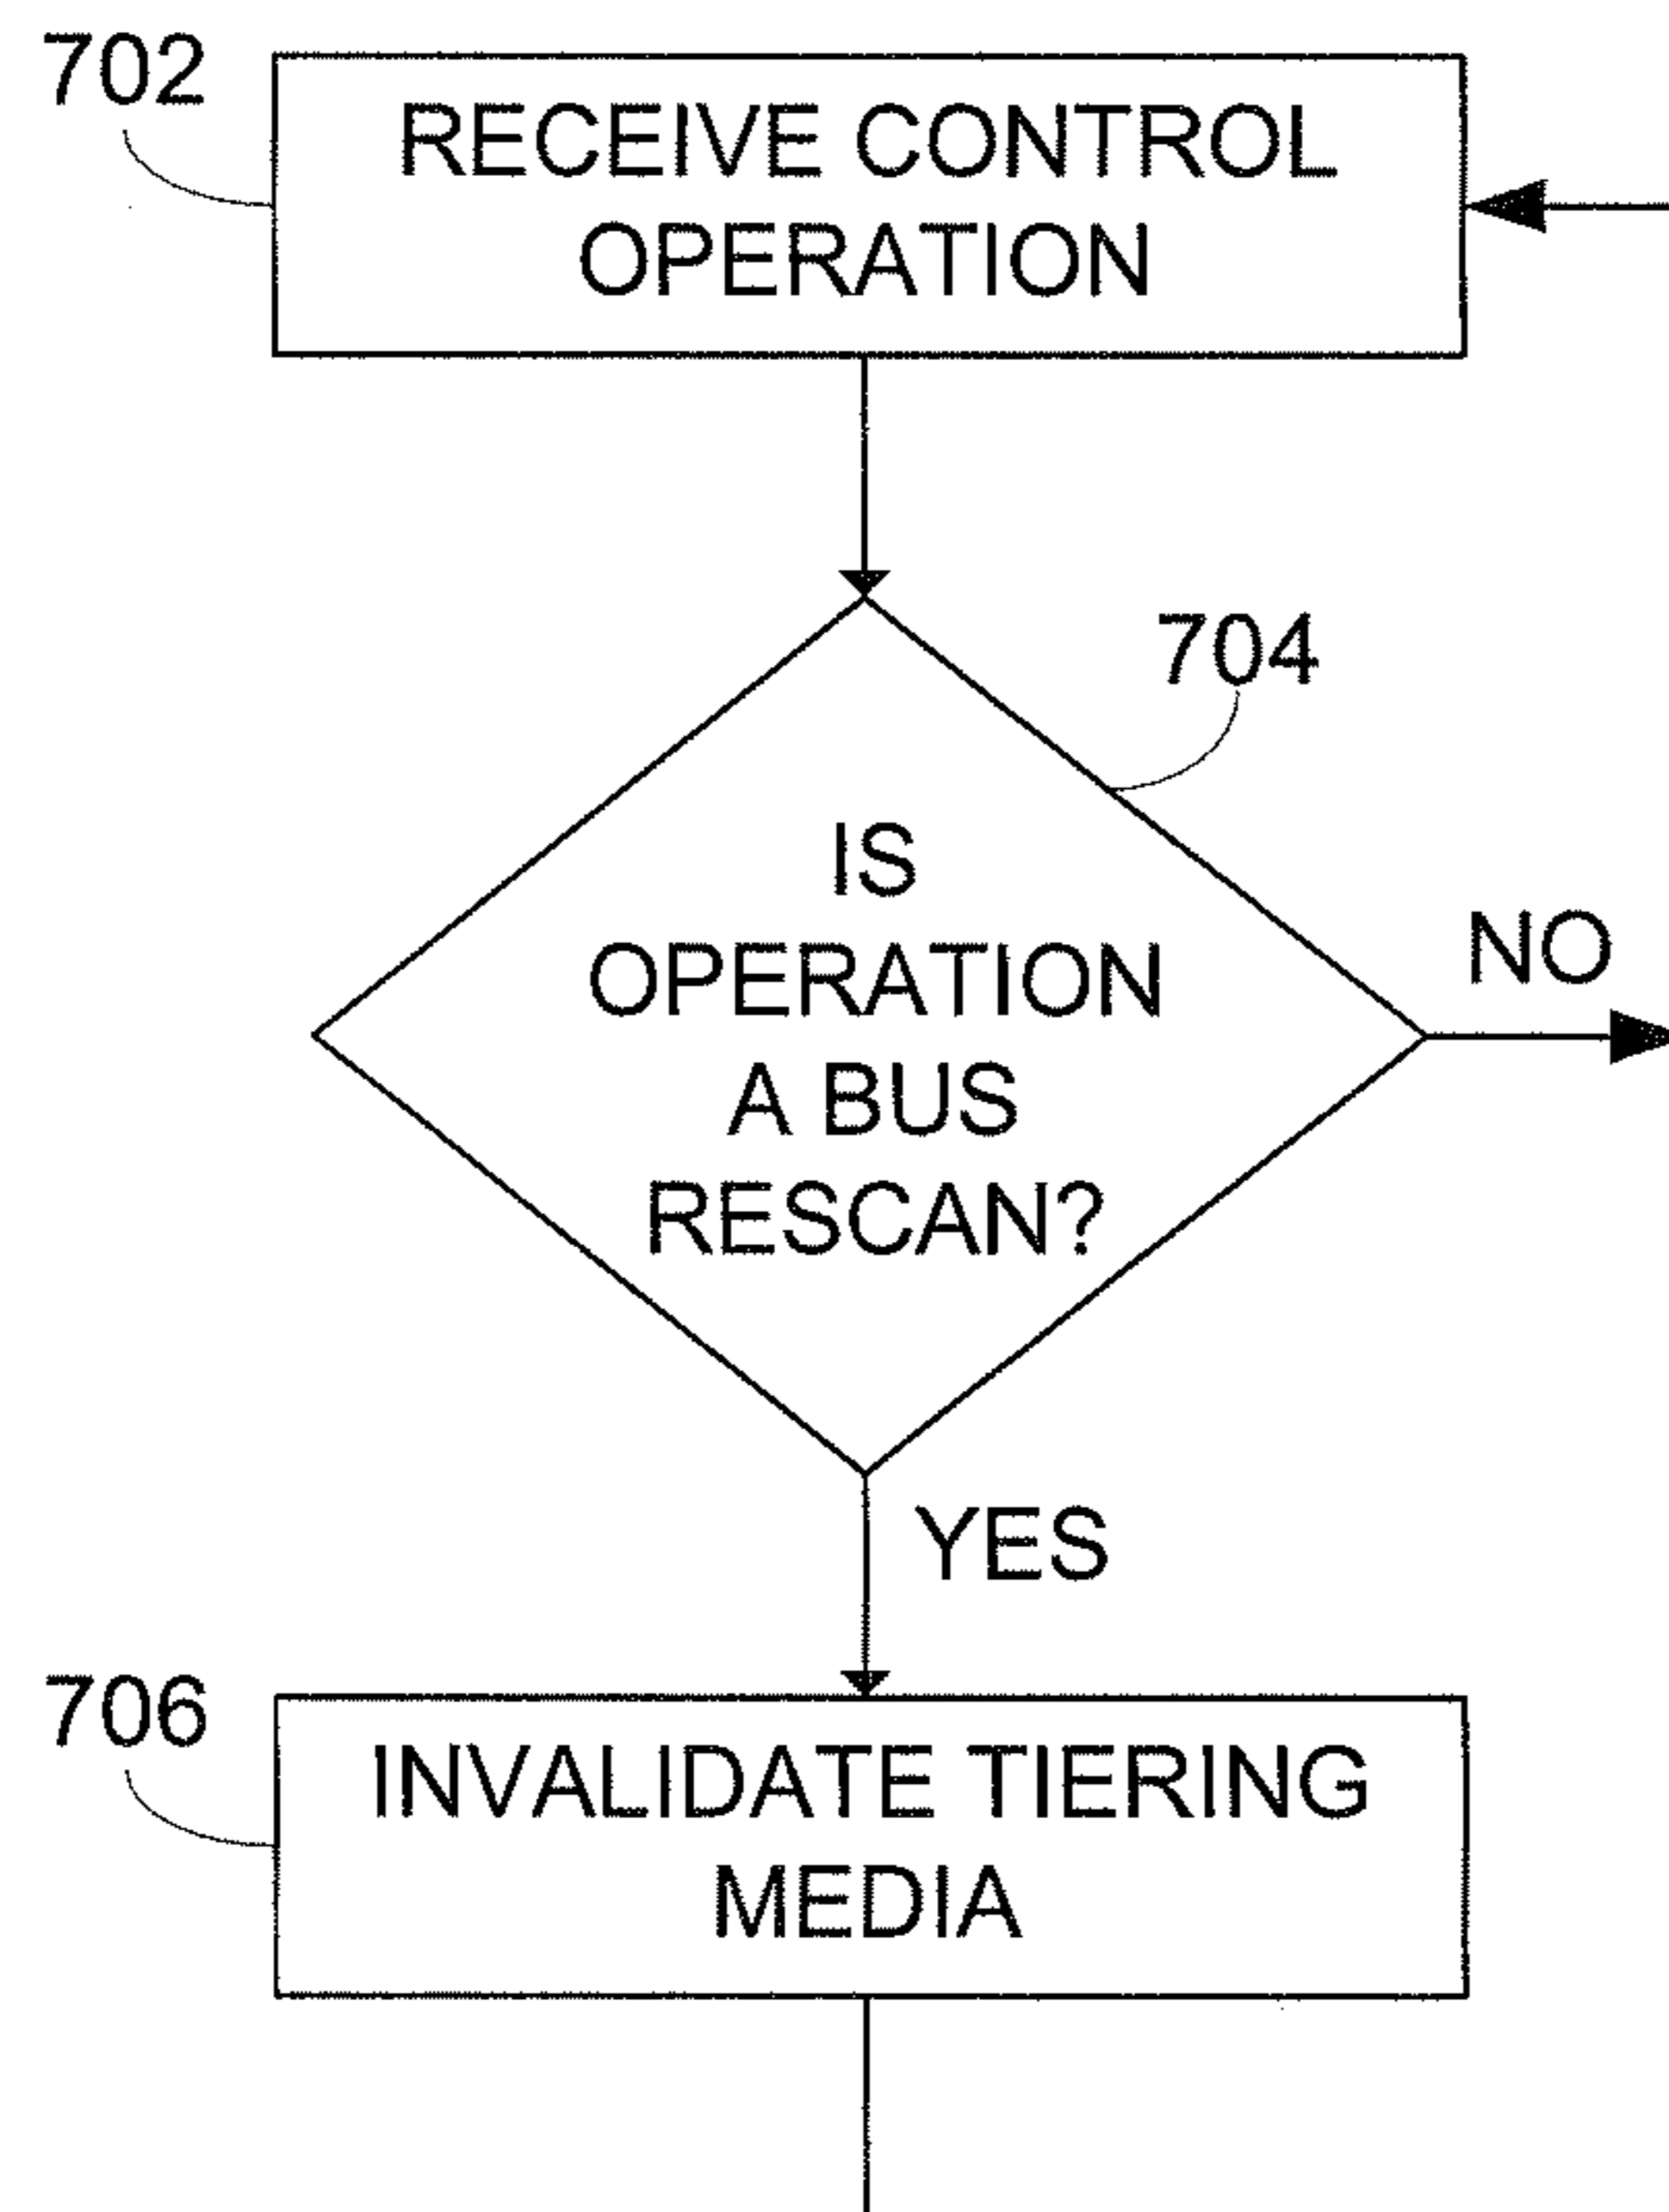 702
RECEIVE CONTROL
OPERATION
704
IS
OPERATION
A BUS
RESCAN?
NO
YES
706
INVALIDATE TIERING
MEDIA